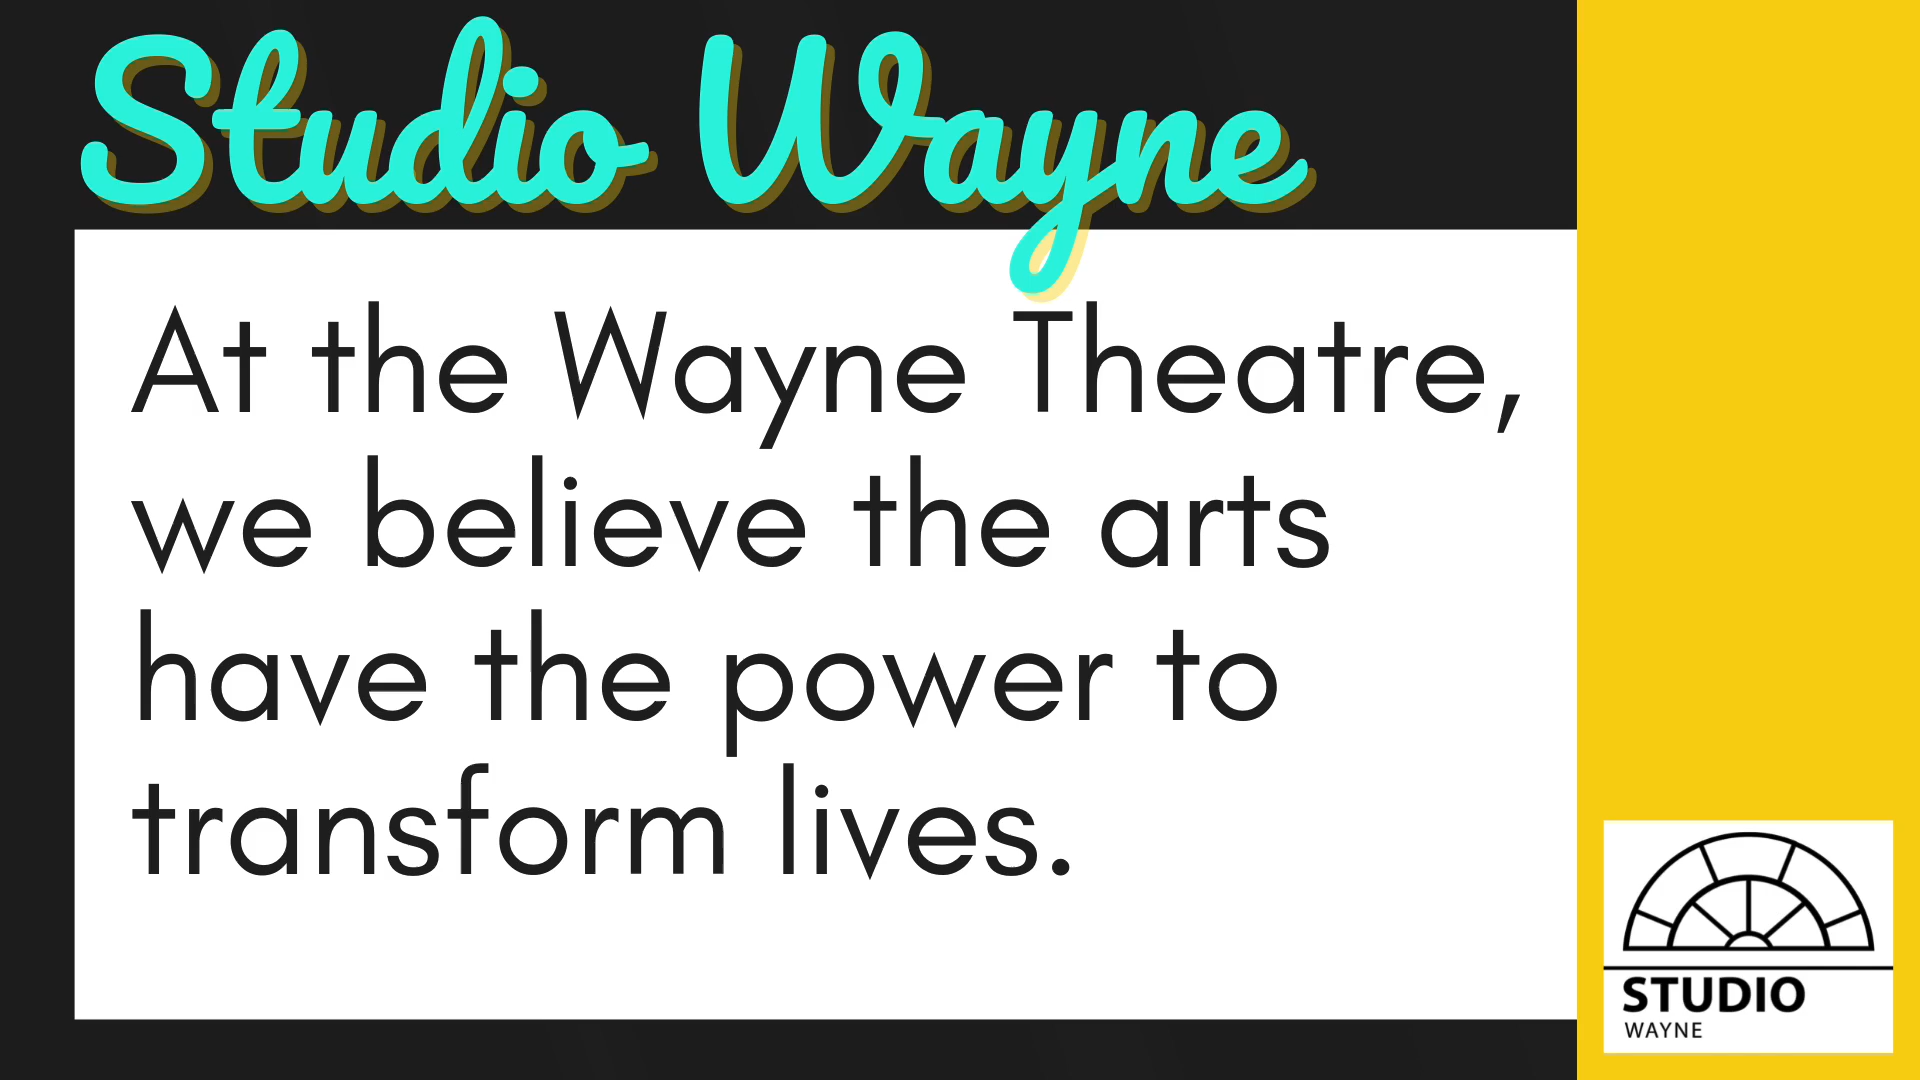 Studio Wayne
At the Wayne Theatre,
we believe the arts
have the power to
transform lives.
STUDIO
WAYNE